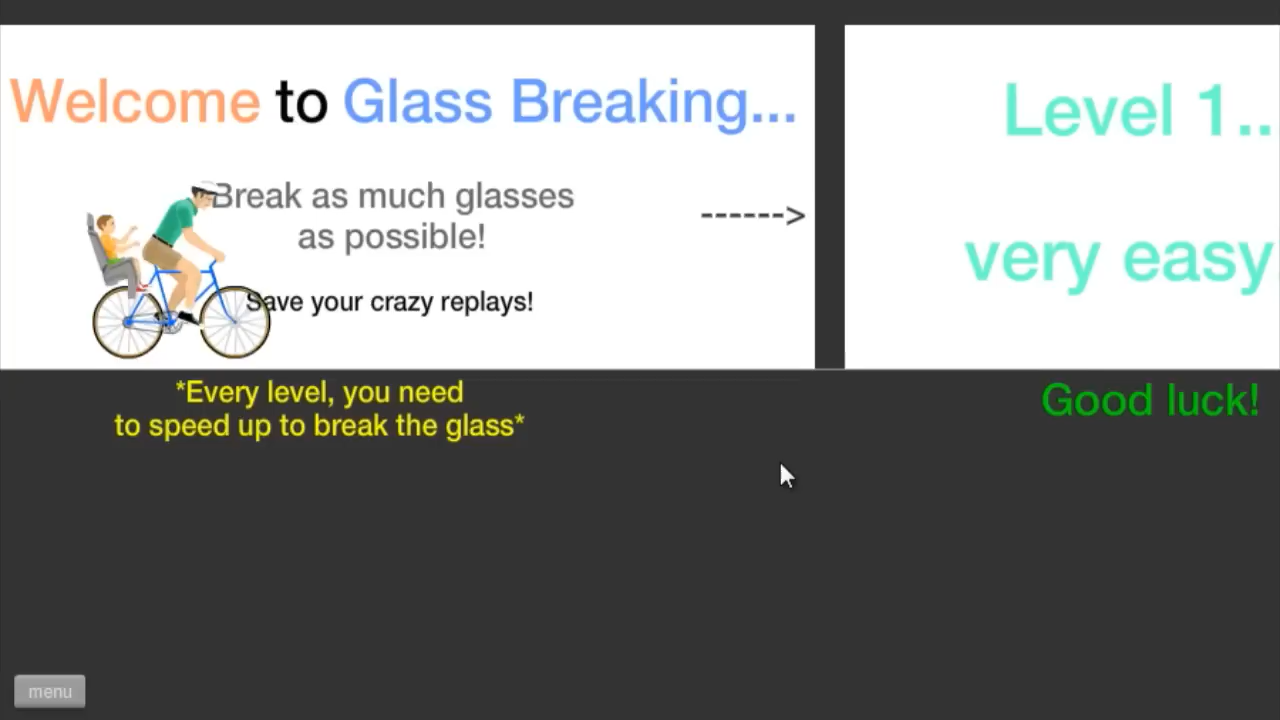 Welcome to Glass Breaking...
Break as much glasses
as possible!
------>
Save your crazy replays!
*Every level, you need
to speed up to break the glass*
Level 1..
very easy
Good luck!
menu